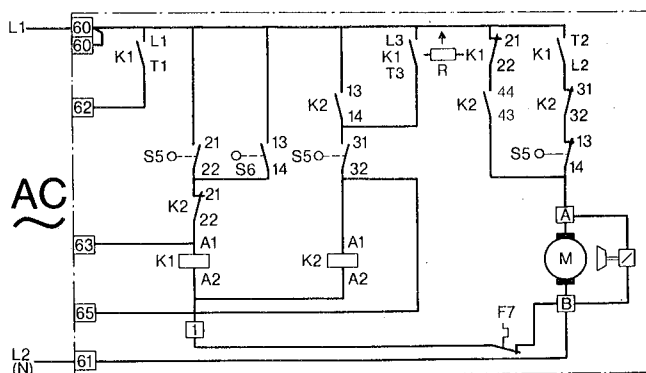 L1
60
60
K1
L1
T1
62
L3
K1
T3
R
K1
21
22
K1
T2
L2
K2
13
14
K2
44
43
K2
31
32
S5
21
22
S6
13
14
S5
31
32
S5
13
14
AC
~
K2
21
22
A
63
K1
A1
A2
K2
A1
A2
M
65
1
F7
B
L2
(N)
61